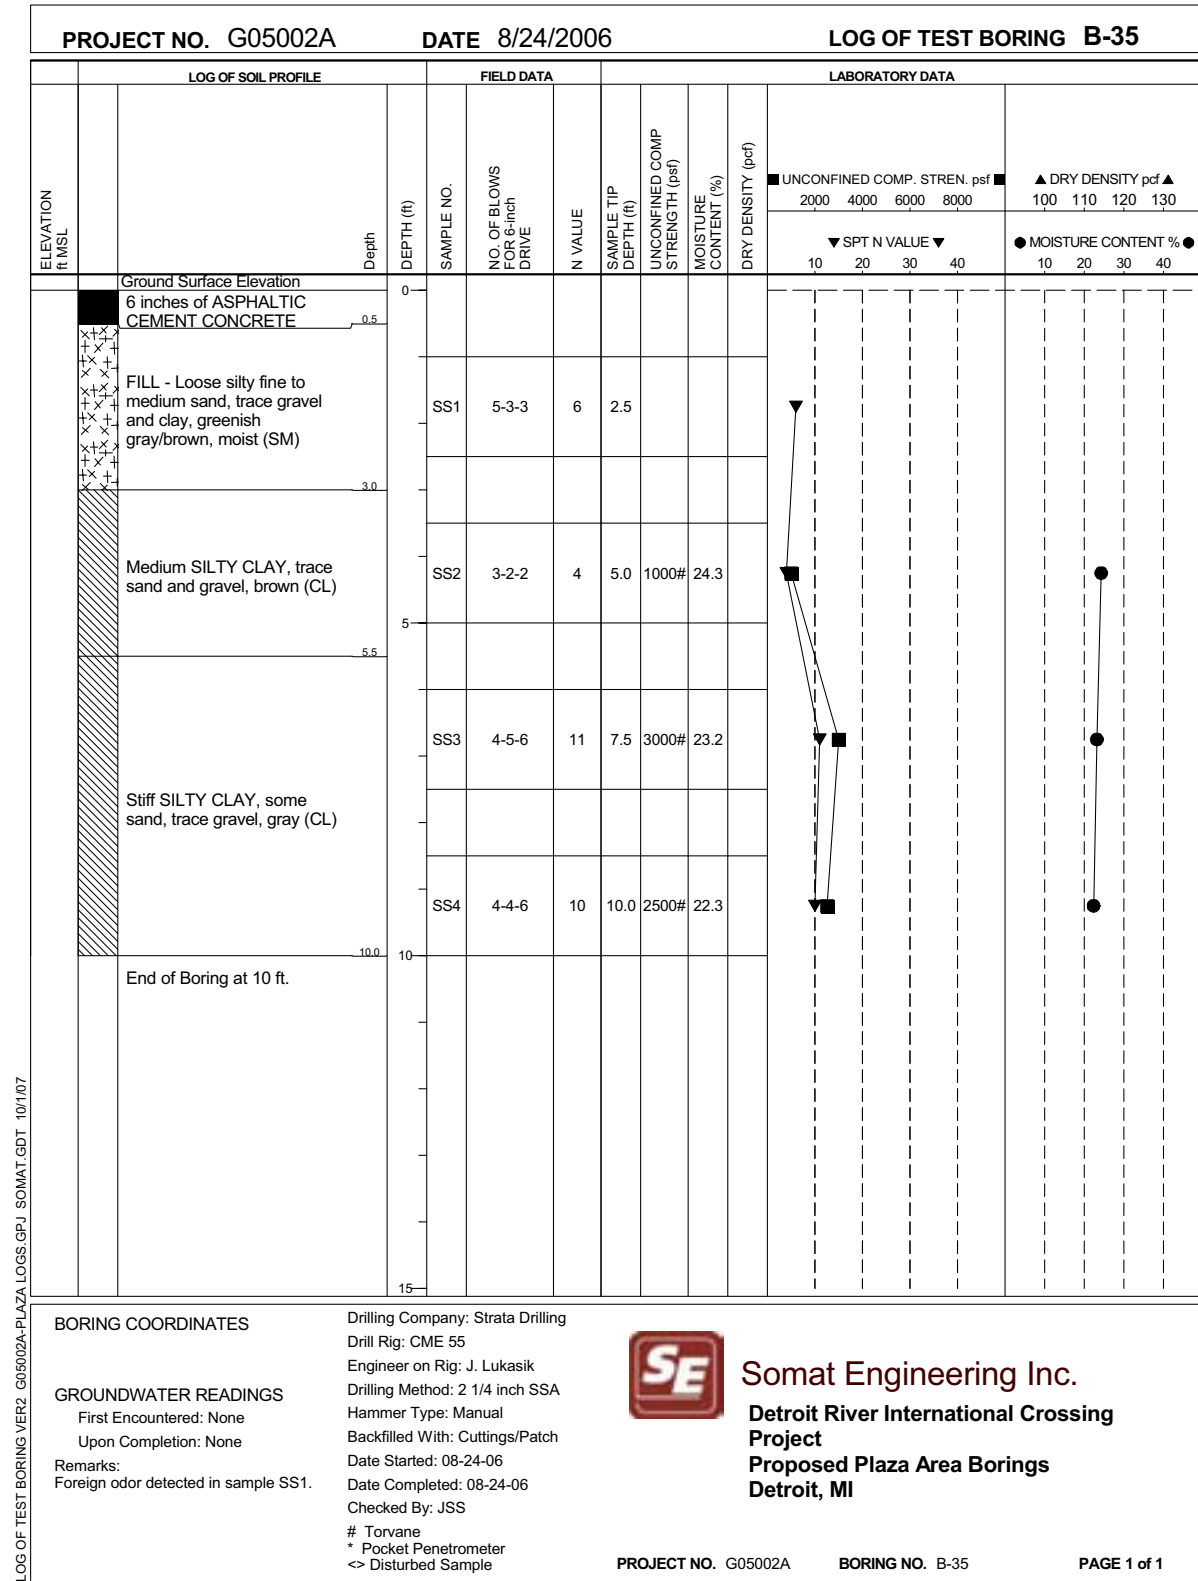 PROJECT NO. G05002A DATE 8/24/2006 LOG OF TEST BORING B-35
LOG OF SOIL PROFILE FIELD DATA LABORATORY DATA
ELEVATION
ft MSL
Depth
DEPTH (ft)
SAMPLE NO.
NO. OF BLOWS
FOR 6-inch
DRIVE
N VALUE
SAMPLE TIP
DEPTH (ft)
UNCONFINED COMP
STRENGTH (psf)
MOISTURE
CONTENT (%)
DRY DENSITY (pcf)
■ UNCONFINED COMP. STREN. psf ■ ▲ DRY DENSITY pcf ▲
2000 4000 6000 8000 100 110 120 130
▼ SPT N VALUE ▼ ● MOISTURE CONTENT % ●
10 20 30 40 10 20 30 40
Ground Surface Elevation
0
6 inches of ASPHALTIC
CEMENT CONCRETE 0.5
FILL - Loose silty fine to
medium sand, trace gravel
and clay, greenish
gray/brown, moist (SM)
SS1 5-3-3 6 2.5
3.0
Medium SILTY CLAY, trace
sand and gravel, brown (CL)
SS2 3-2-2 4 5.0 1000# 24.3
5
5.5
SS3 4-5-6 11 7.5 3000# 23.2
Stiff SILTY CLAY, some
sand, trace gravel, gray (CL)
SS4 4-4-6 10 10.0 2500# 22.3
10.0 10
End of Boring at 10 ft.
15
LOG OF TEST BORING VER2 G05002A-PLAZA LOGS.GPJ SOMAT.GDT 10/1/07
BORING COORDINATES
GROUNDWATER READINGS
First Encountered: None
Upon Completion: None
Remarks:
Foreign odor detected in sample SS1.
Drilling Company: Strata Drilling
Drill Rig: CME 55
Engineer on Rig: J. Lukasik
Drilling Method: 2 1/4 inch SSA
Hammer Type: Manual
Backfilled With: Cuttings/Patch
Date Started: 08-24-06
Date Completed: 08-24-06
Checked By: JSS
# Torvane
* Pocket Penetrometer
<> Disturbed Sample
SE
Somat Engineering Inc.
Detroit River International Crossing
Project
Proposed Plaza Area Borings
Detroit, MI
PROJECT NO. G05002A BORING NO. B-35 PAGE 1 of 1